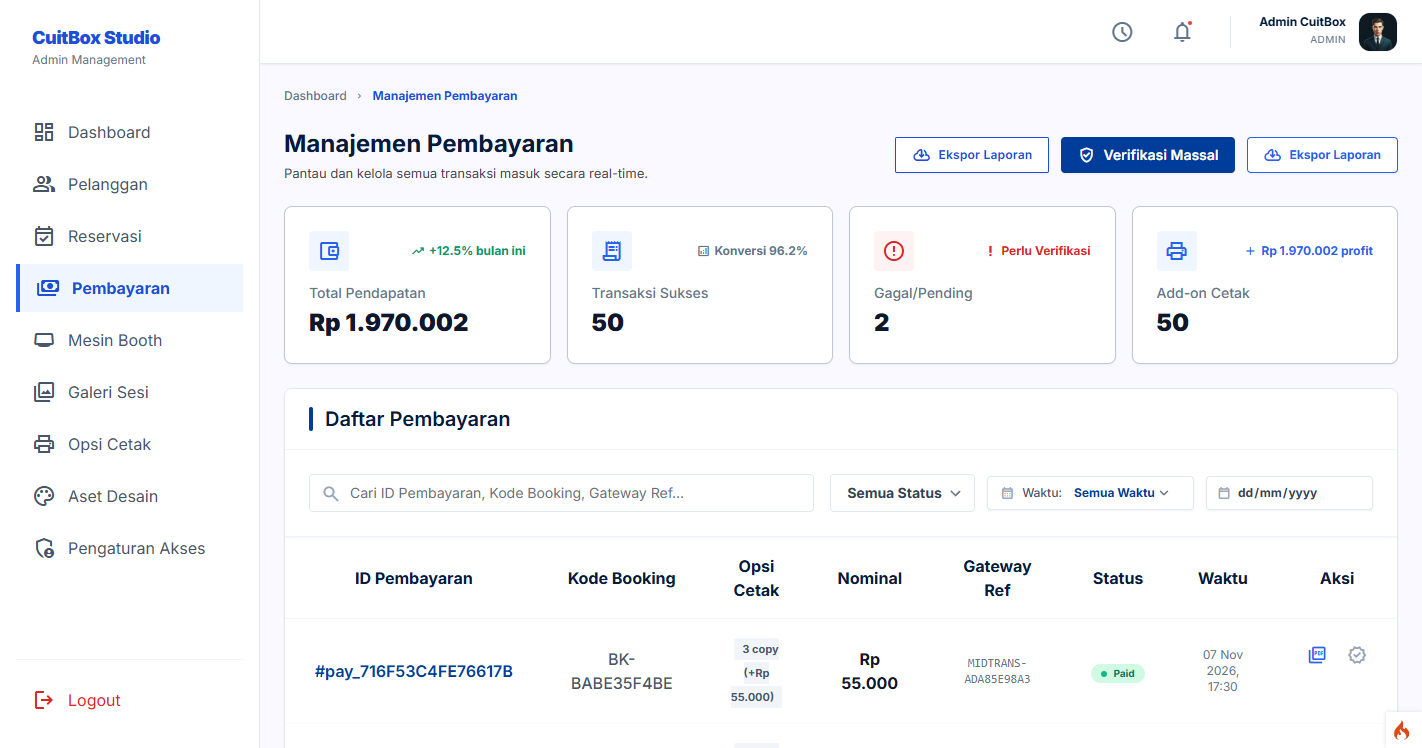 CuitBox Studio
Admin Management
Dashboard
Pelanggan
Reservasi
Pembayaran
Mesin Booth
Galeri Sesi
Opsi Cetak
Aset Desain
Pengaturan Akses
Logout
Admin CuitBox
ADMIN
Dashboard › Manajemen Pembayaran
Manajemen Pembayaran
Pantau dan kelola semua transaksi masuk secara real-time.
Ekspor Laporan
Verifikasi Massal
Ekspor Laporan
+12.5% bulan ini
Total Pendapatan
Rp 1.970.002
Konversi 96.2%
Transaksi Sukses
50
Perlu Verifikasi
Gagal/Pending
2
+ Rp 1.970.002 profit
Add-on Cetak
50
Daftar Pembayaran
Cari ID Pembayaran, Kode Booking, Gateway Ref...
Semua Status
Waktu: Semua Waktu
dd/mm/yyyy
ID Pembayaran
Kode Booking
Opsi
Cetak
Nominal
Gateway
Ref
Status
Waktu
Aksi
#pay_716F53C4FE76617B
BK-
BABE35F4BE
3 copy
(+Rp
55.000)
Rp
55.000
MIDTRANS-
ADA85E98A3
Paid
07 Nov
2026,
17:30
PDF